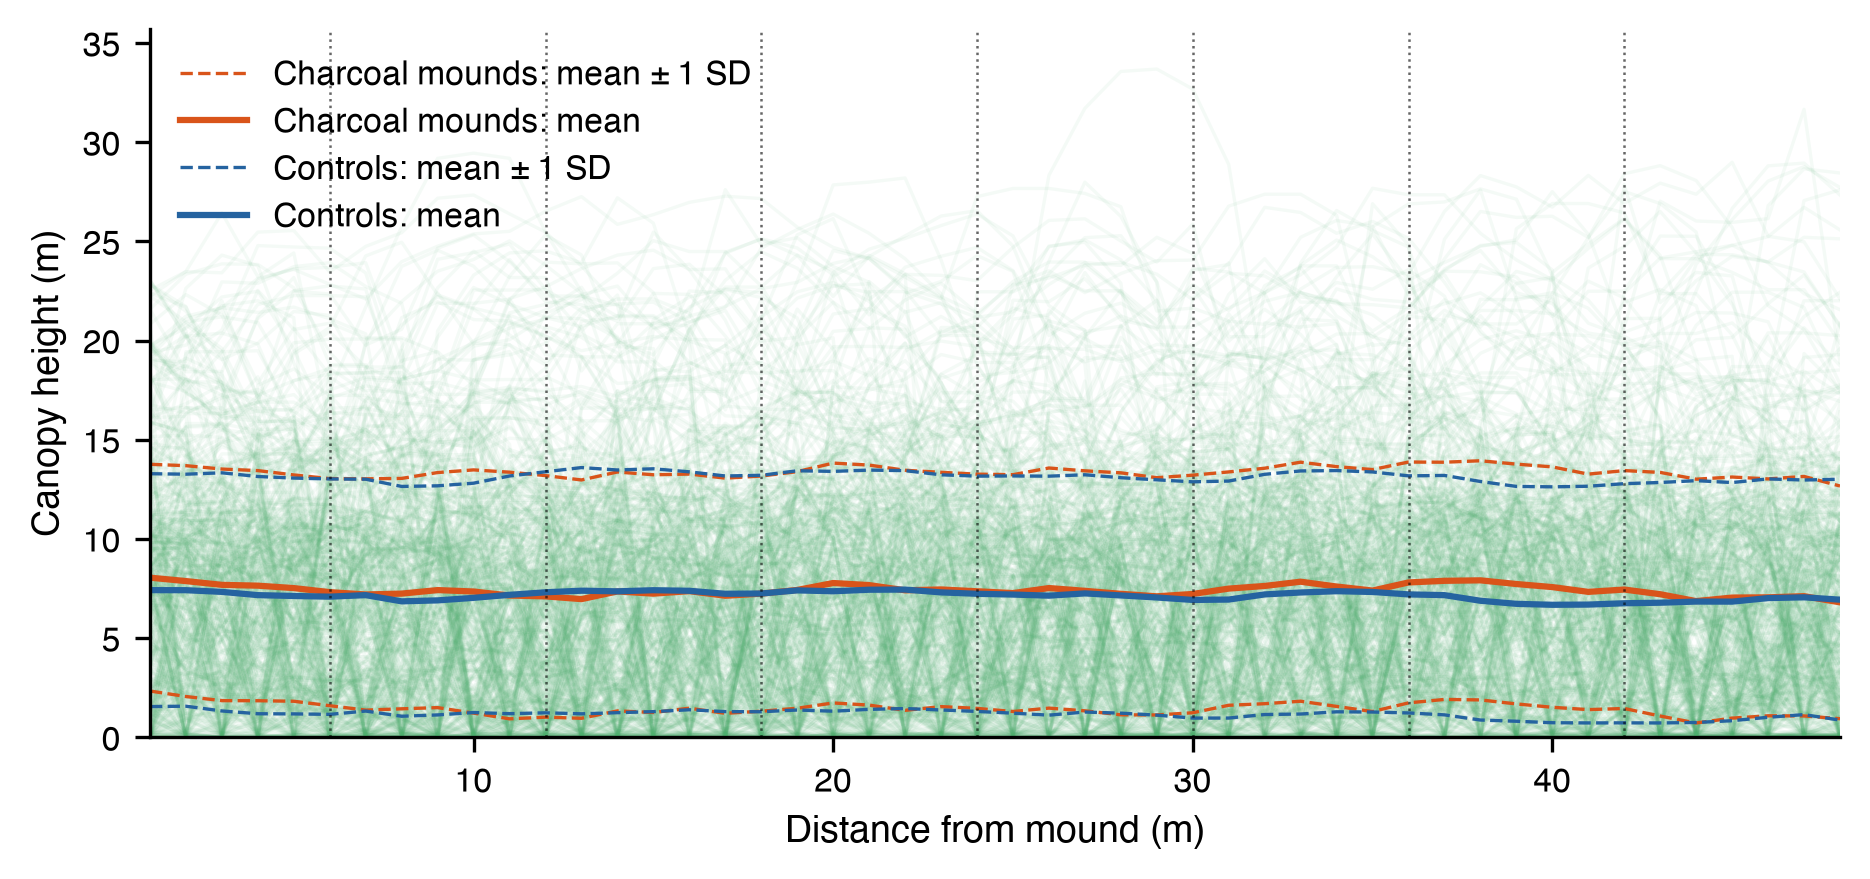 35
30
25
20
15
10
5
0
Canopy height (m)
Charcoal mounds: mean ± 1 SD
Charcoal mounds: mean
Controls: mean ± 1 SD
Controls: mean
10
20
30
40
Distance from mound (m)